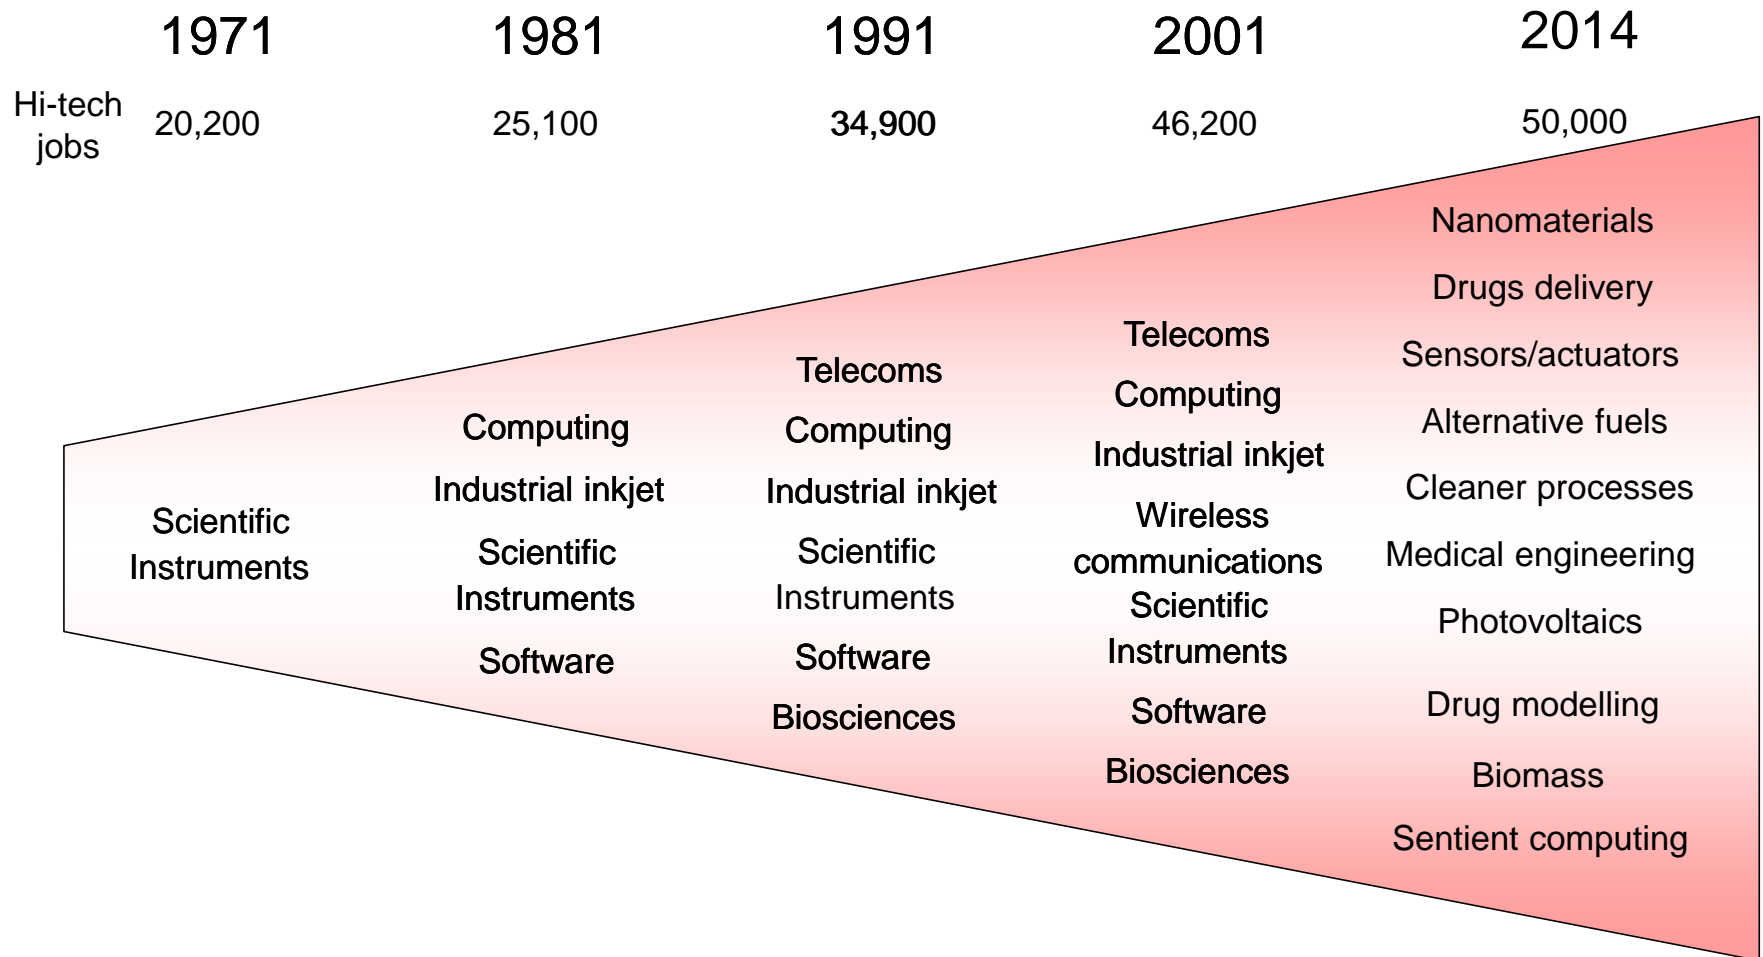 1971
1981
1991
2001
2014
Hi-tech
jobs
20,200
25,100
34,900
46,200
50,000
Scientific
Instruments
Computing
Industrial inkjet
Scientific
Instruments
Software
Telecoms
Computing
Industrial inkjet
Scientific
Instruments
Software
Biosciences
Telecoms
Computing
Industrial inkjet
Wireless
communications
Scientific
Instruments
Software
Biosciences
Nanomaterials
Drugs delivery
Sensors/actuators
Alternative fuels
Cleaner processes
Medical engineering
Photovoltaics
Drug modelling
Biomass
Sentient computing